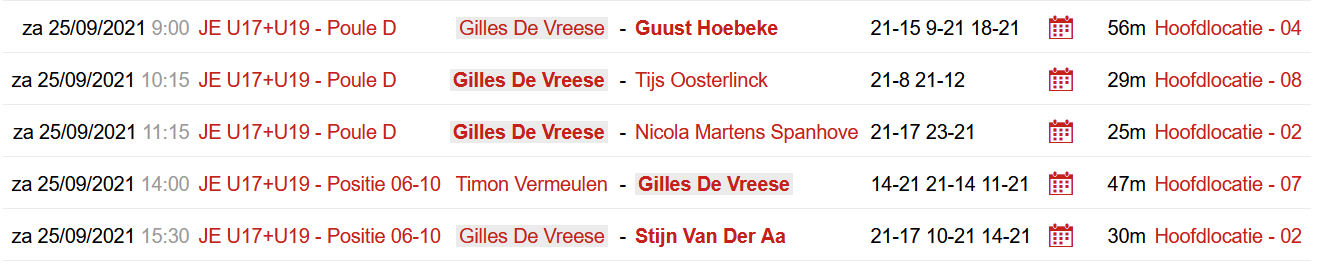 za 25/09/2021 9:00 JE U17+U19 - Poule D Gilles De Vreese - Guust Hoebeke 21-15 9-21 18-21 56m Hoofdlocatie - 04
za 25/09/2021 10:15 JE U17+U19 - Poule D Gilles De Vreese - Tijs Oosterlinck 21-8 21-12 29m Hoofdlocatie - 08
za 25/09/2021 11:15 JE U17+U19 - Poule D Gilles De Vreese - Nicola Martens Spanhove 21-17 23-21 25m Hoofdlocatie - 02
za 25/09/2021 14:00 JE U17+U19 - Positie 06-10 Timon Vermeulen - Gilles De Vreese 14-21 21-14 11-21 47m Hoofdlocatie - 07
za 25/09/2021 15:30 JE U17+U19 - Positie 06-10 Gilles De Vreese - Stijn Van Der Aa 21-17 10-21 14-21 30m Hoofdlocatie - 02